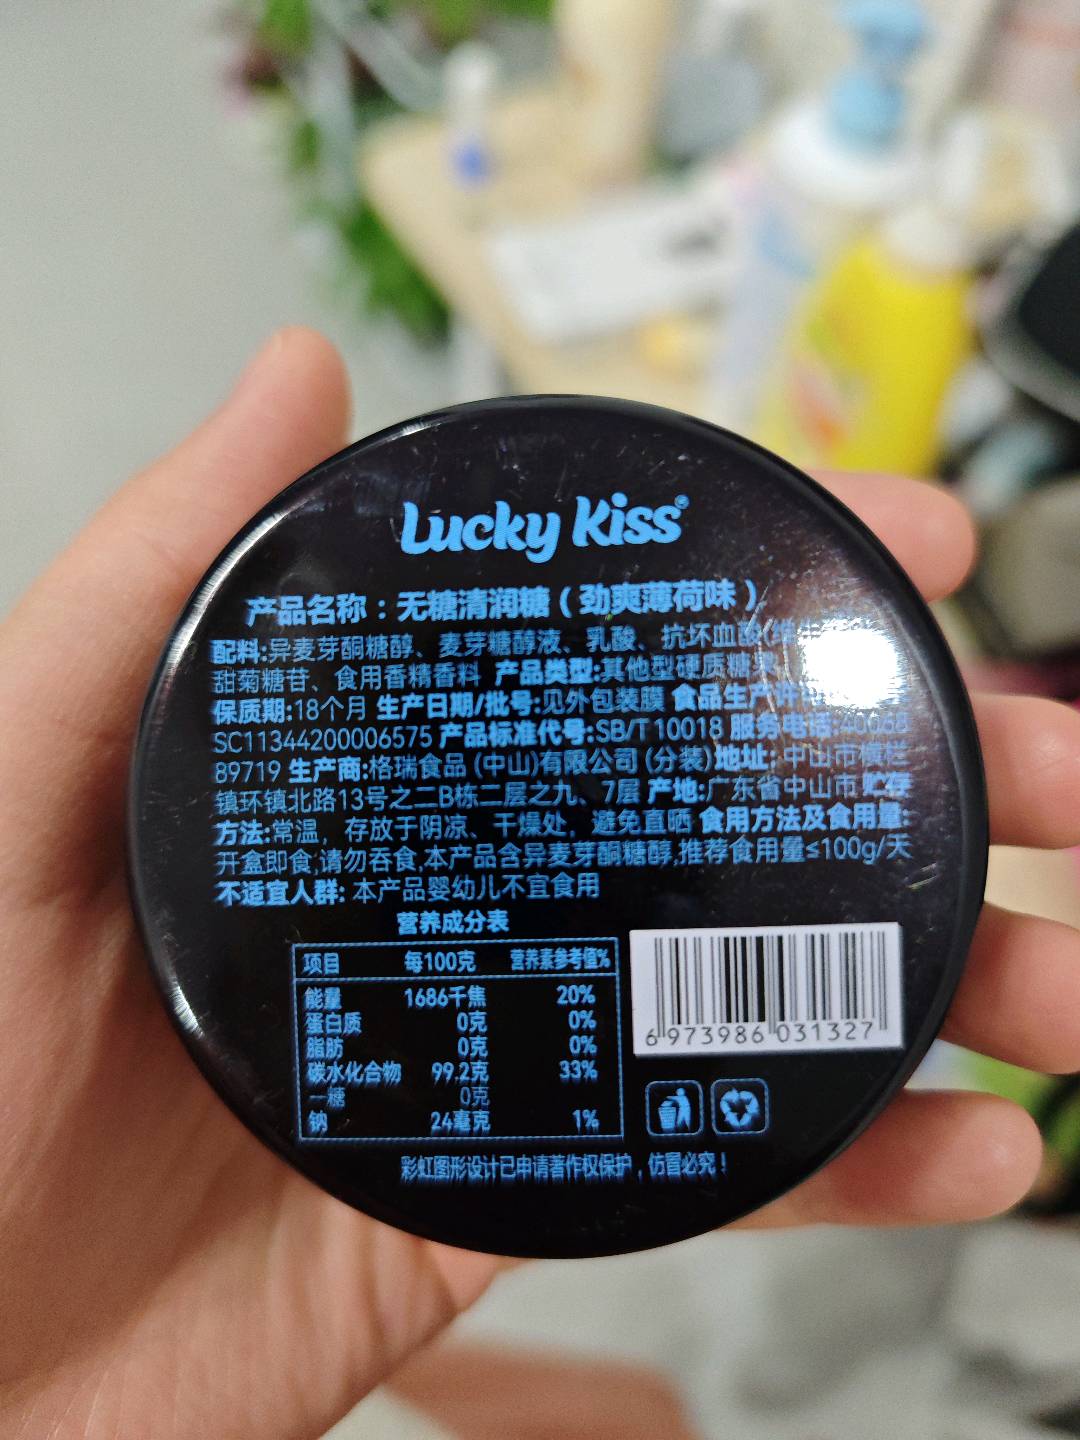 Lucky Kiss
产品名称：无糖清润糖（劲爽薄荷味）
配料:异麦芽酮糖醇、麦芽糖醇液、乳酸、抗坏血酸(维
甜菊糖苷、食用香精香料 产品类型:其他型硬质糖果
保质期:18个月 生产日期/批号:见外包装膜 食品生产许
SC11344200006575 产品标准代号:SB/T10018 服务电话:40068
89719 生产商:格瑞食品(中山)有限公司(分装)地址: 中山市横栏
镇环镇北路13号之二B栋二层之九、7层 产地:广东省中山市 贮存
方法:常温，存放于阴凉、干燥处，避免直晒 食用方法及食用量:
开盒即食,请勿吞食,本产品含异麦芽酮糖醇,推荐食用量≤100g/天
不适宜人群: 本产品婴幼儿不宜食用
营养成分表
项目 每100克 营养素参考值%
能量 1686千焦 20%
蛋白质 0克 0%
脂肪 0克 0%
碳水化合物 99.2克 33%
—糖 0克
钠 24毫克 1%
6 973986 031327
彩虹图形设计已申请著作权保护，仿冒必究！